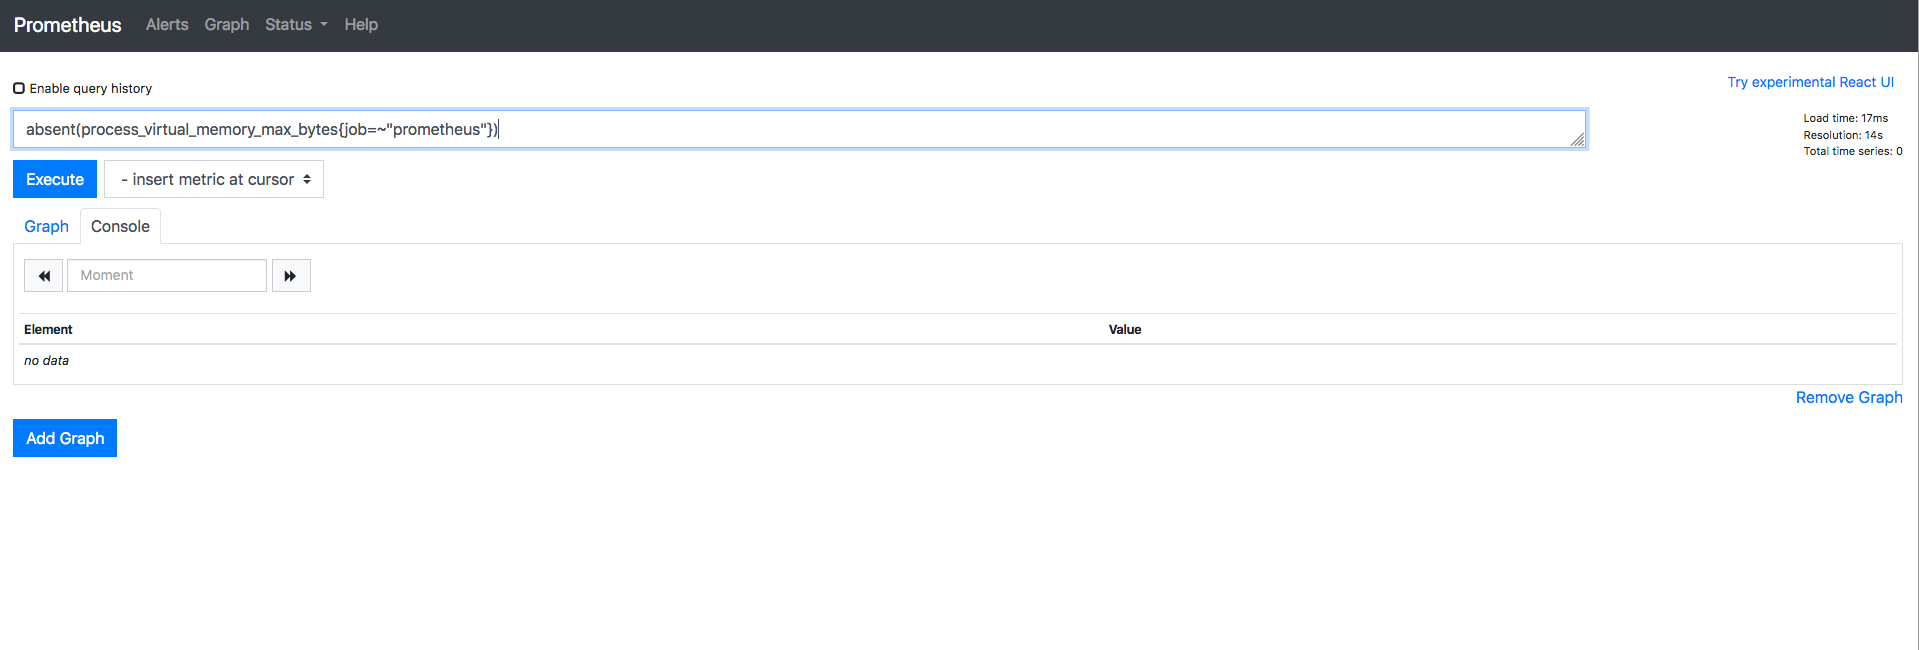 Prometheus Alerts Graph Status Help
Enable query history
Try experimental React UI
absent(process_virtual_memory_max_bytes{job=~"prometheus"})
Load time: 17ms
Resolution: 14s
Total time series: 0
Execute
- insert metric at cursor
Graph Console
Moment
Element Value
no data
Remove Graph
Add Graph